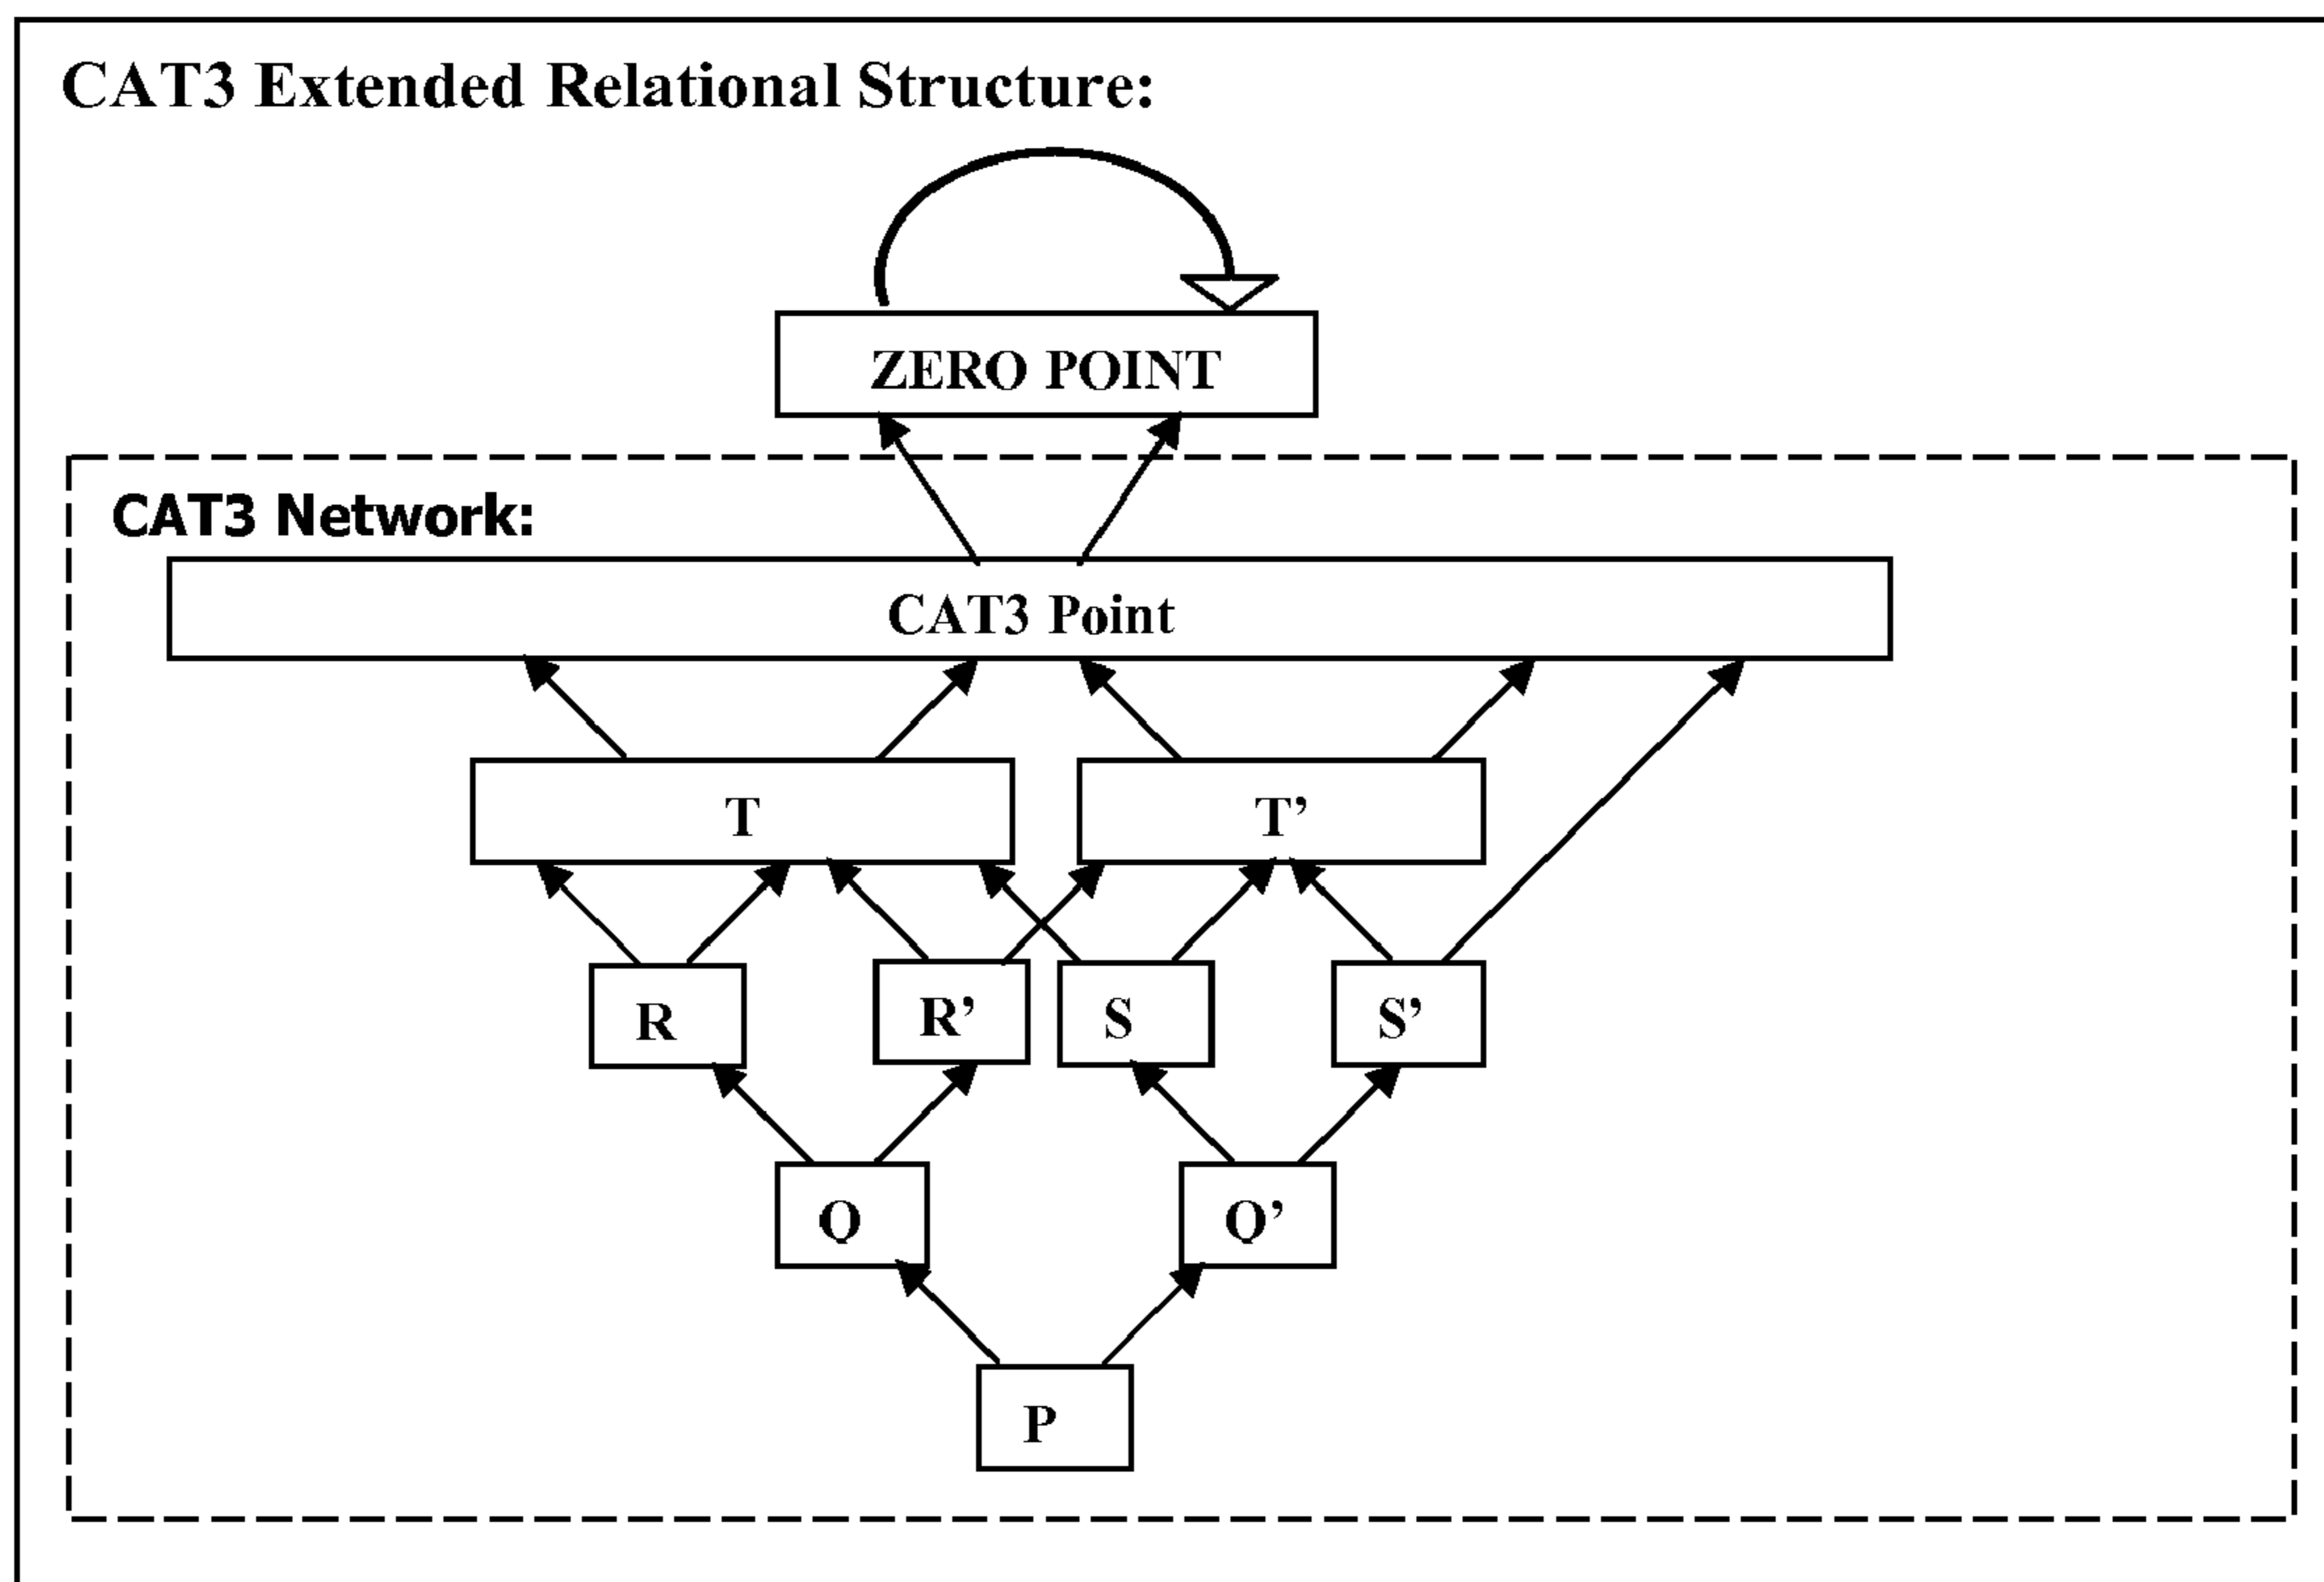 CAT3 Extended Relational Structure:
ZERO POINT
CAT3 Network:
CAT3 Point
T T’
R R’ S S’
Q Q’
P